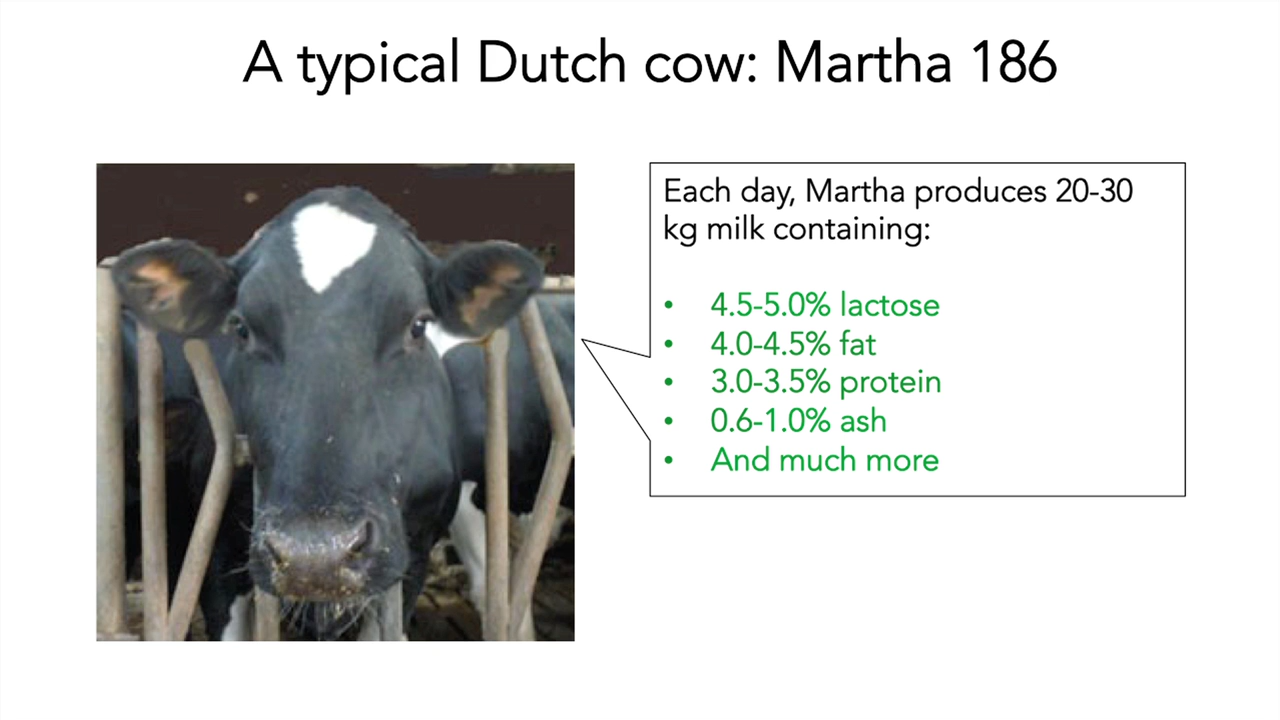 A typical Dutch cow: Martha 186
Each day, Martha produces 20-30
kg milk containing:
• 4.5-5.0% lactose
• 4.0-4.5% fat
• 3.0-3.5% protein
• 0.6-1.0% ash
• And much more